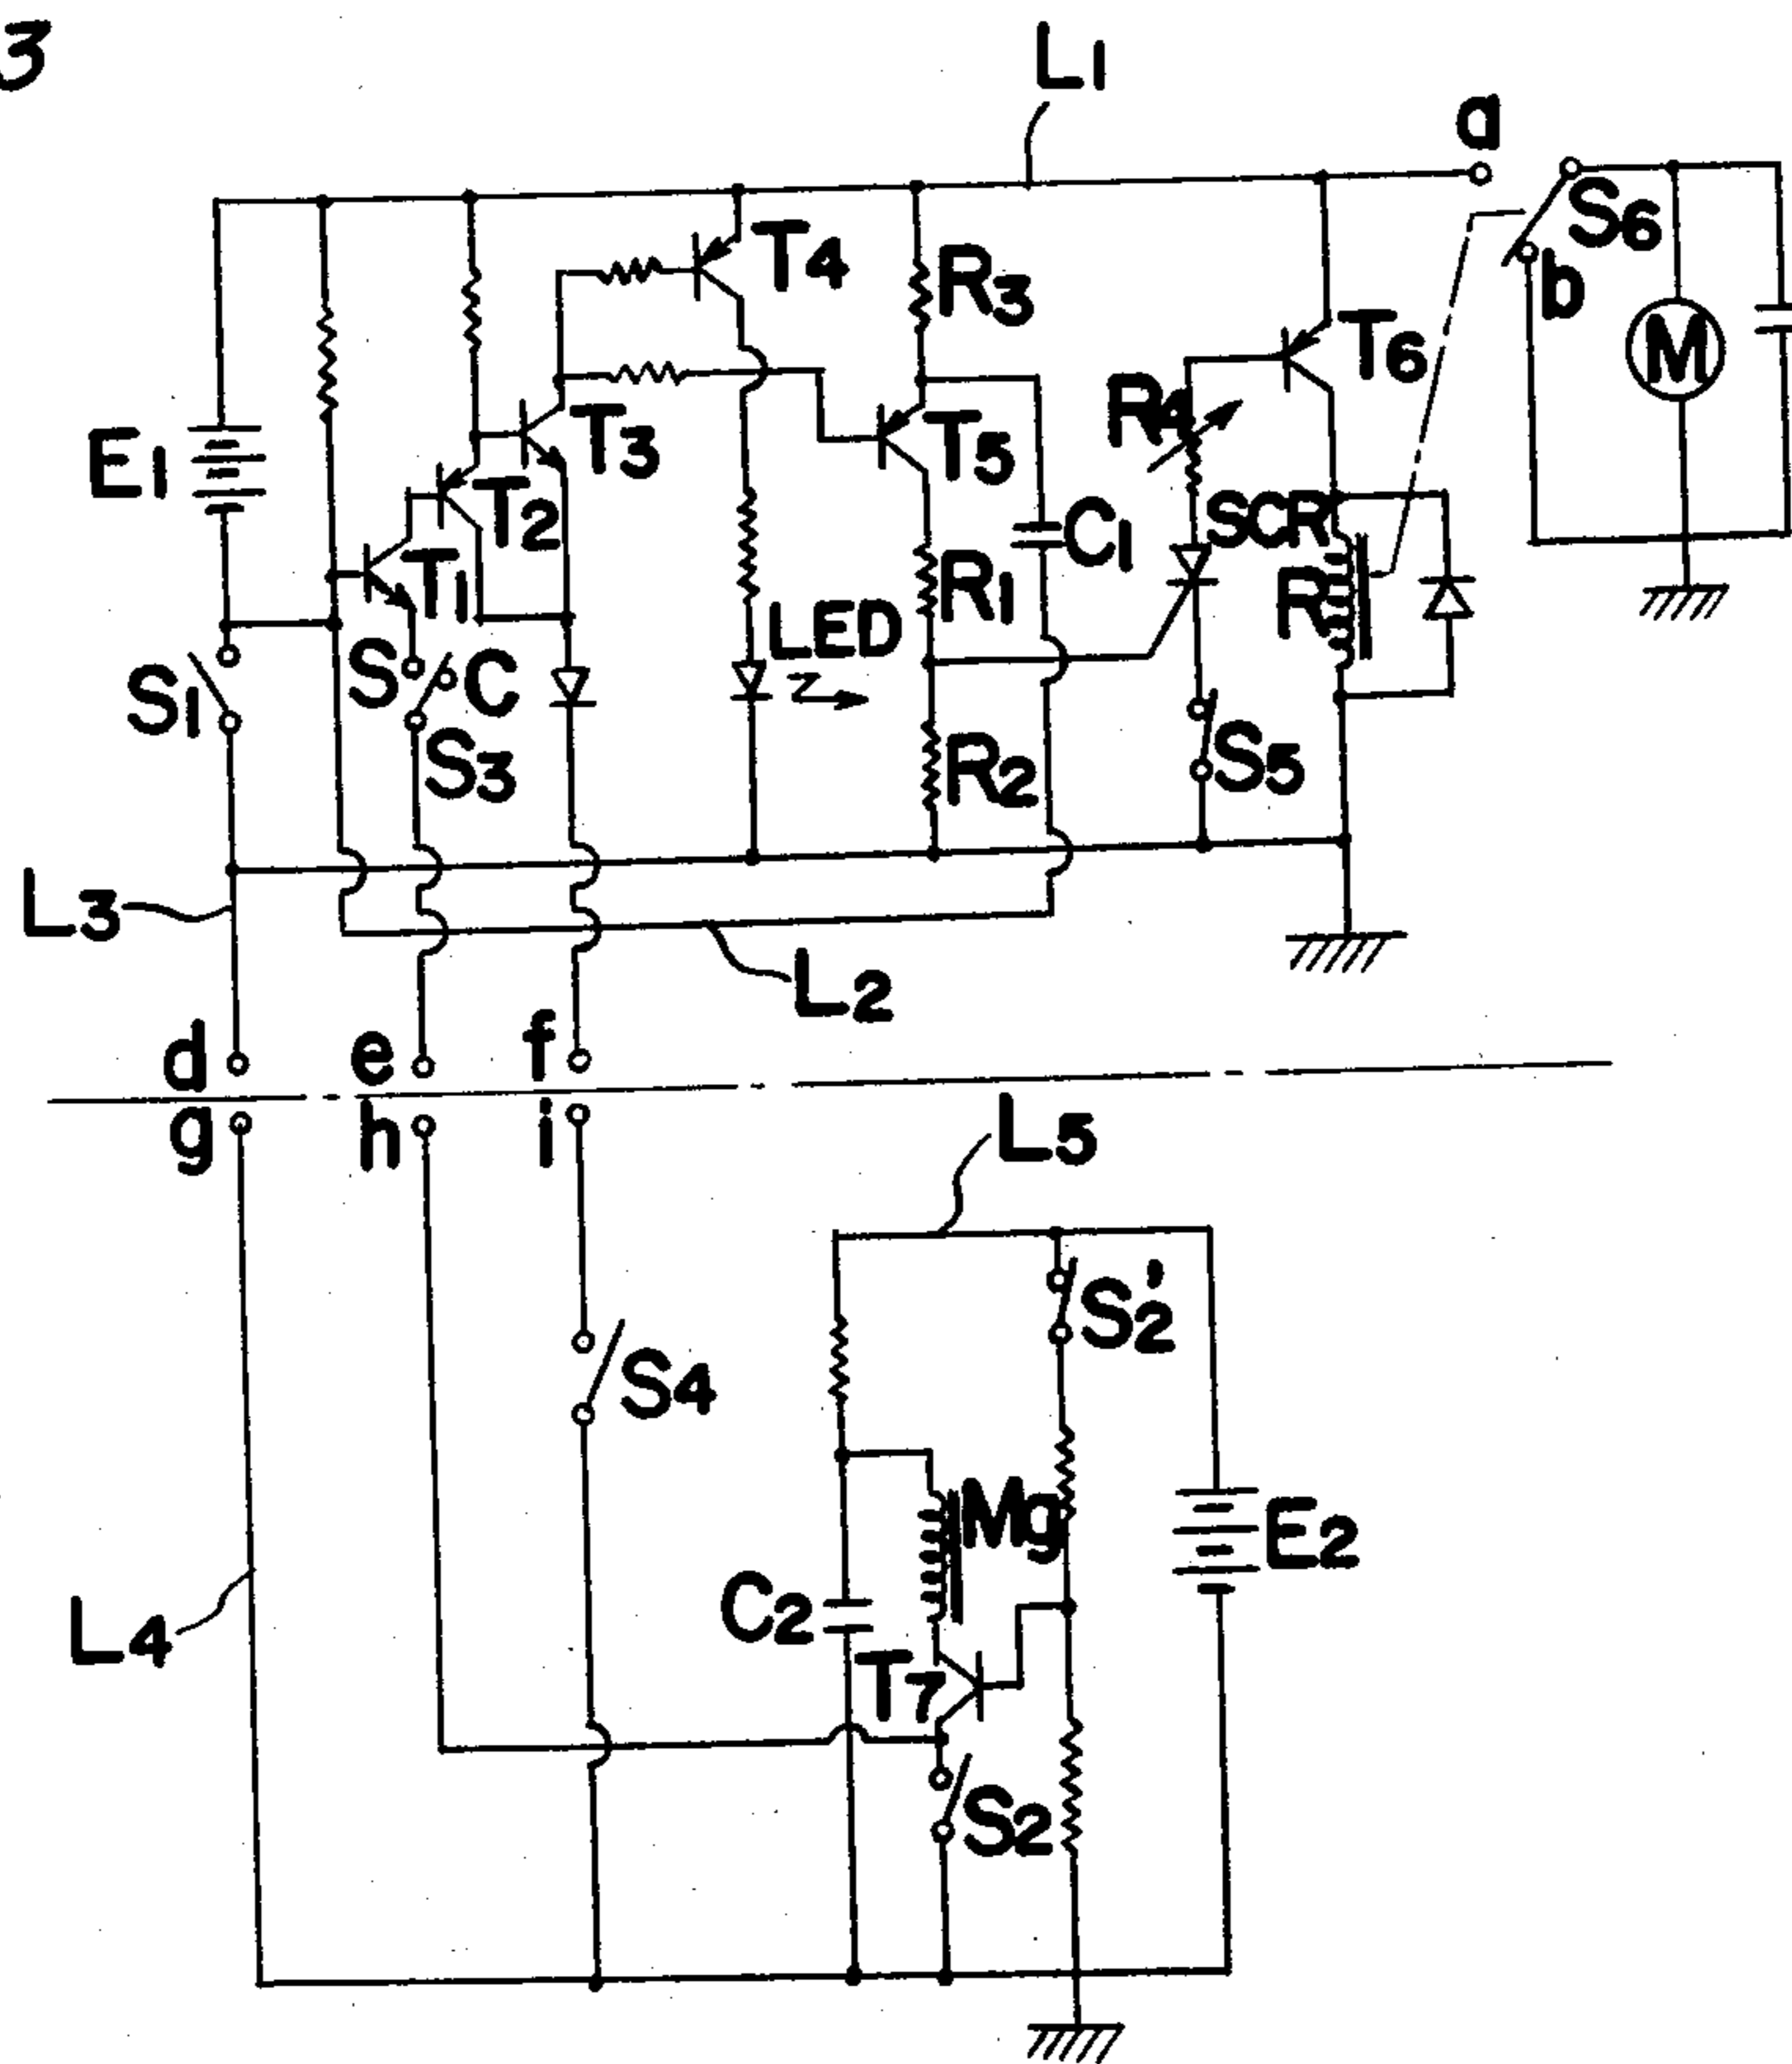 3
L1
a
S6
b
M
T4
R3
T6
R4
E1
T3
T5
T2
C1
SCR
T1
R1
R
LED
S
C
S1
S3
R2
S5
L3
L2
d
e
f
g
h
i
L5
S2'
S4
Mg
E2
C2
L4
T7
S2